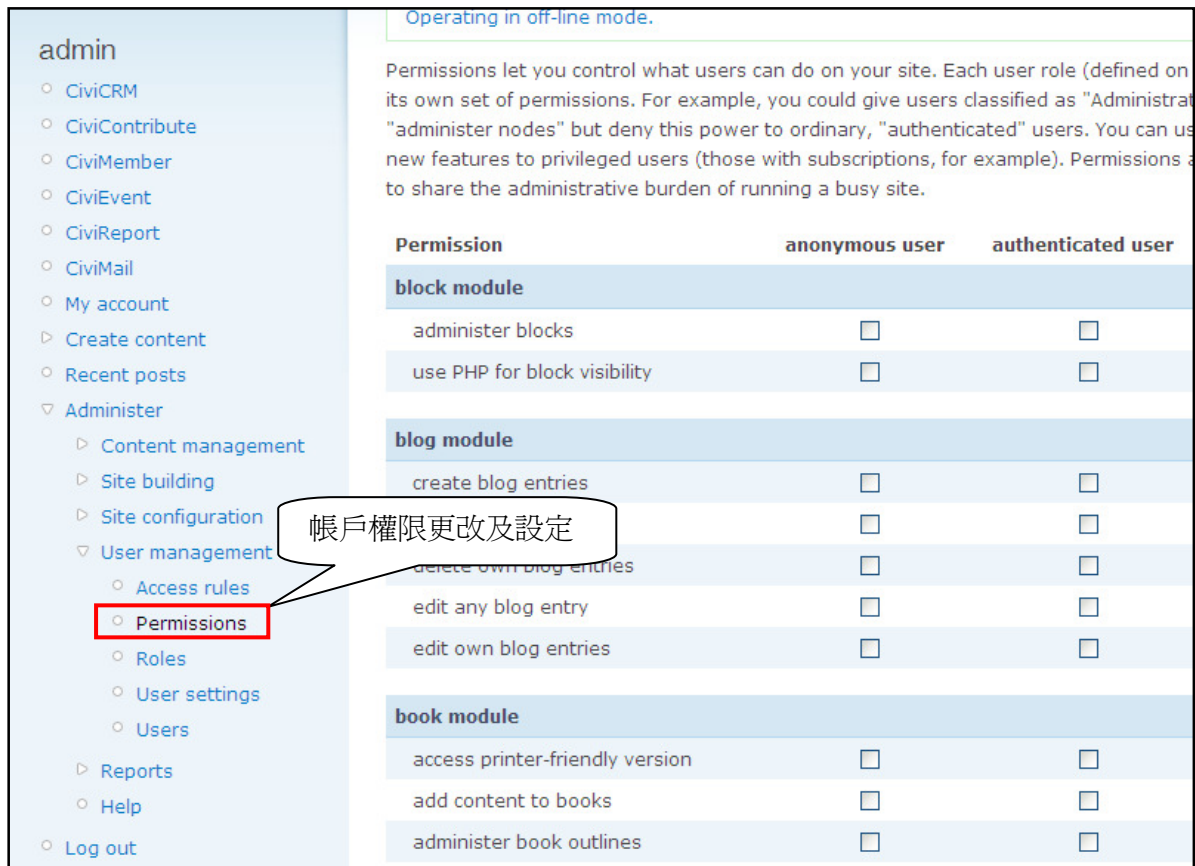 admin
CiviCRM
CiviContribute
CiviMember
CiviEvent
CiviReport
CiviMail
My account
Create content
Recent posts
Administer
Content management
Site building
Site configuration
User management
Access rules
Permissions
Roles
User settings
Users
Reports
Help
Log out
帳戶權限更改及設定
Operating in off-line mode.
Permissions let you control what users can do on your site. Each user role (defined on
its own set of permissions. For example, you could give users classified as "Administrat
"administer nodes" but deny this power to ordinary, "authenticated" users. You can us
new features to privileged users (those with subscriptions, for example). Permissions a
to share the administrative burden of running a busy site.
Permission anonymous user authenticated user
block module
administer blocks
use PHP for block visibility
blog module
create blog entries
delete own blog entries
edit any blog entry
edit own blog entries
book module
access printer-friendly version
add content to books
administer book outlines